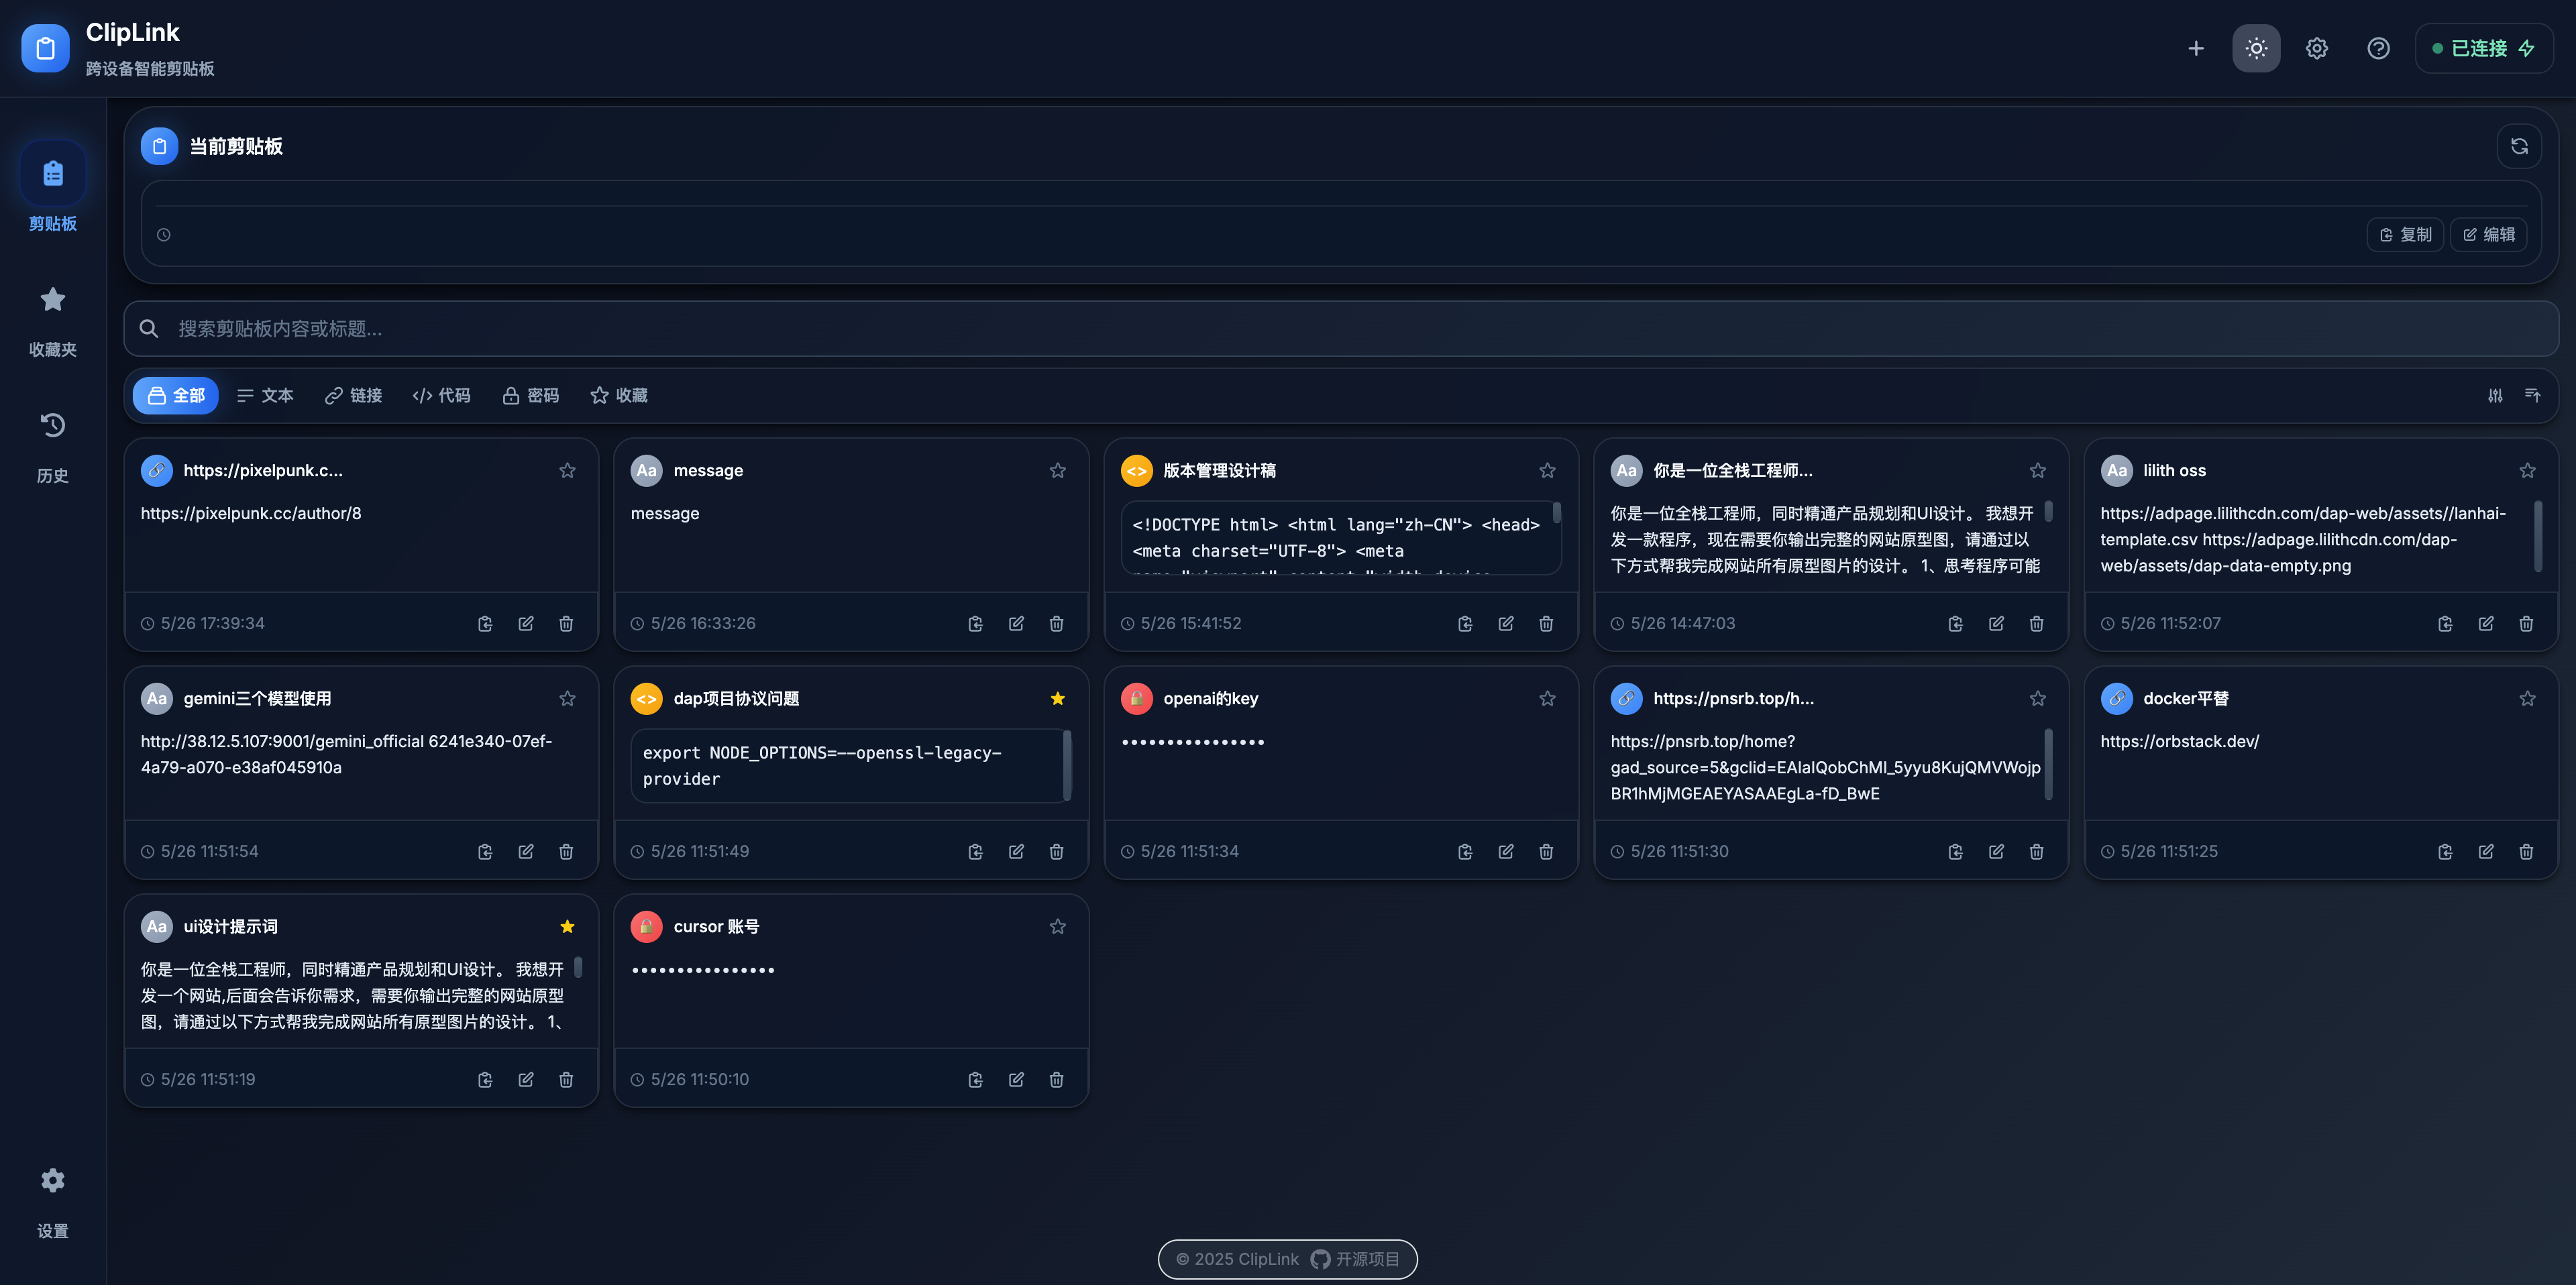 ClipLink
跨设备智能剪贴板
已连接
剪贴板
收藏夹
历史
设置
当前剪贴板
复制
编辑
搜索剪贴板内容或标题...
全部
文本
链接
</> 代码
密码
收藏
https://pixelpunk.c...
https://pixelpunk.cc/author/8
5/26 17:39:34
Aa
message
message
5/26 16:33:26
<>
版本管理设计稿
<!DOCTYPE html> <html lang="zh-CN"> <head>
<meta charset="UTF-8"> <meta
5/26 15:41:52
Aa
你是一位全栈工程师...
你是一位全栈工程师，同时精通产品规划和UI设计。 我想开
发一款程序，现在需要你输出完整的网站原型图，请通过以
下方式帮我完成网站所有原型图片的设计。 1、思考程序可能
5/26 14:47:03
Aa
lilith oss
https://adpage.lilithcdn.com/dap-web/assets//lanhai-
template.csv https://adpage.lilithcdn.com/dap-
web/assets/dap-data-empty.png
5/26 11:52:07
Aa
gemini三个模型使用
http://38.12.5.107:9001/gemini_official 6241e340-07ef-
4a79-a070-e38af045910a
5/26 11:51:54
<>
dap项目协议问题
export NODE_OPTIONS=--openssl-legacy-
provider
5/26 11:51:49
openai的key
••••••••••••••••
5/26 11:51:34
https://pnsrb.top/h...
https://pnsrb.top/home?
gad_source=5&gclid=EAIaIQobChMI_5yyu8KujQMVWojp
BR1hMjMGEAEYASAAEgLa-fD_BwE
5/26 11:51:30
docker平替
https://orbstack.dev/
5/26 11:51:25
Aa
ui设计提示词
你是一位全栈工程师，同时精通产品规划和UI设计。 我想开
发一个网站,后面会告诉你需求，需要你输出完整的网站原型
图，请通过以下方式帮我完成网站所有原型图片的设计。 1、
5/26 11:51:19
cursor 账号
••••••••••••••••
5/26 11:50:10
© 2025 ClipLink 开源项目